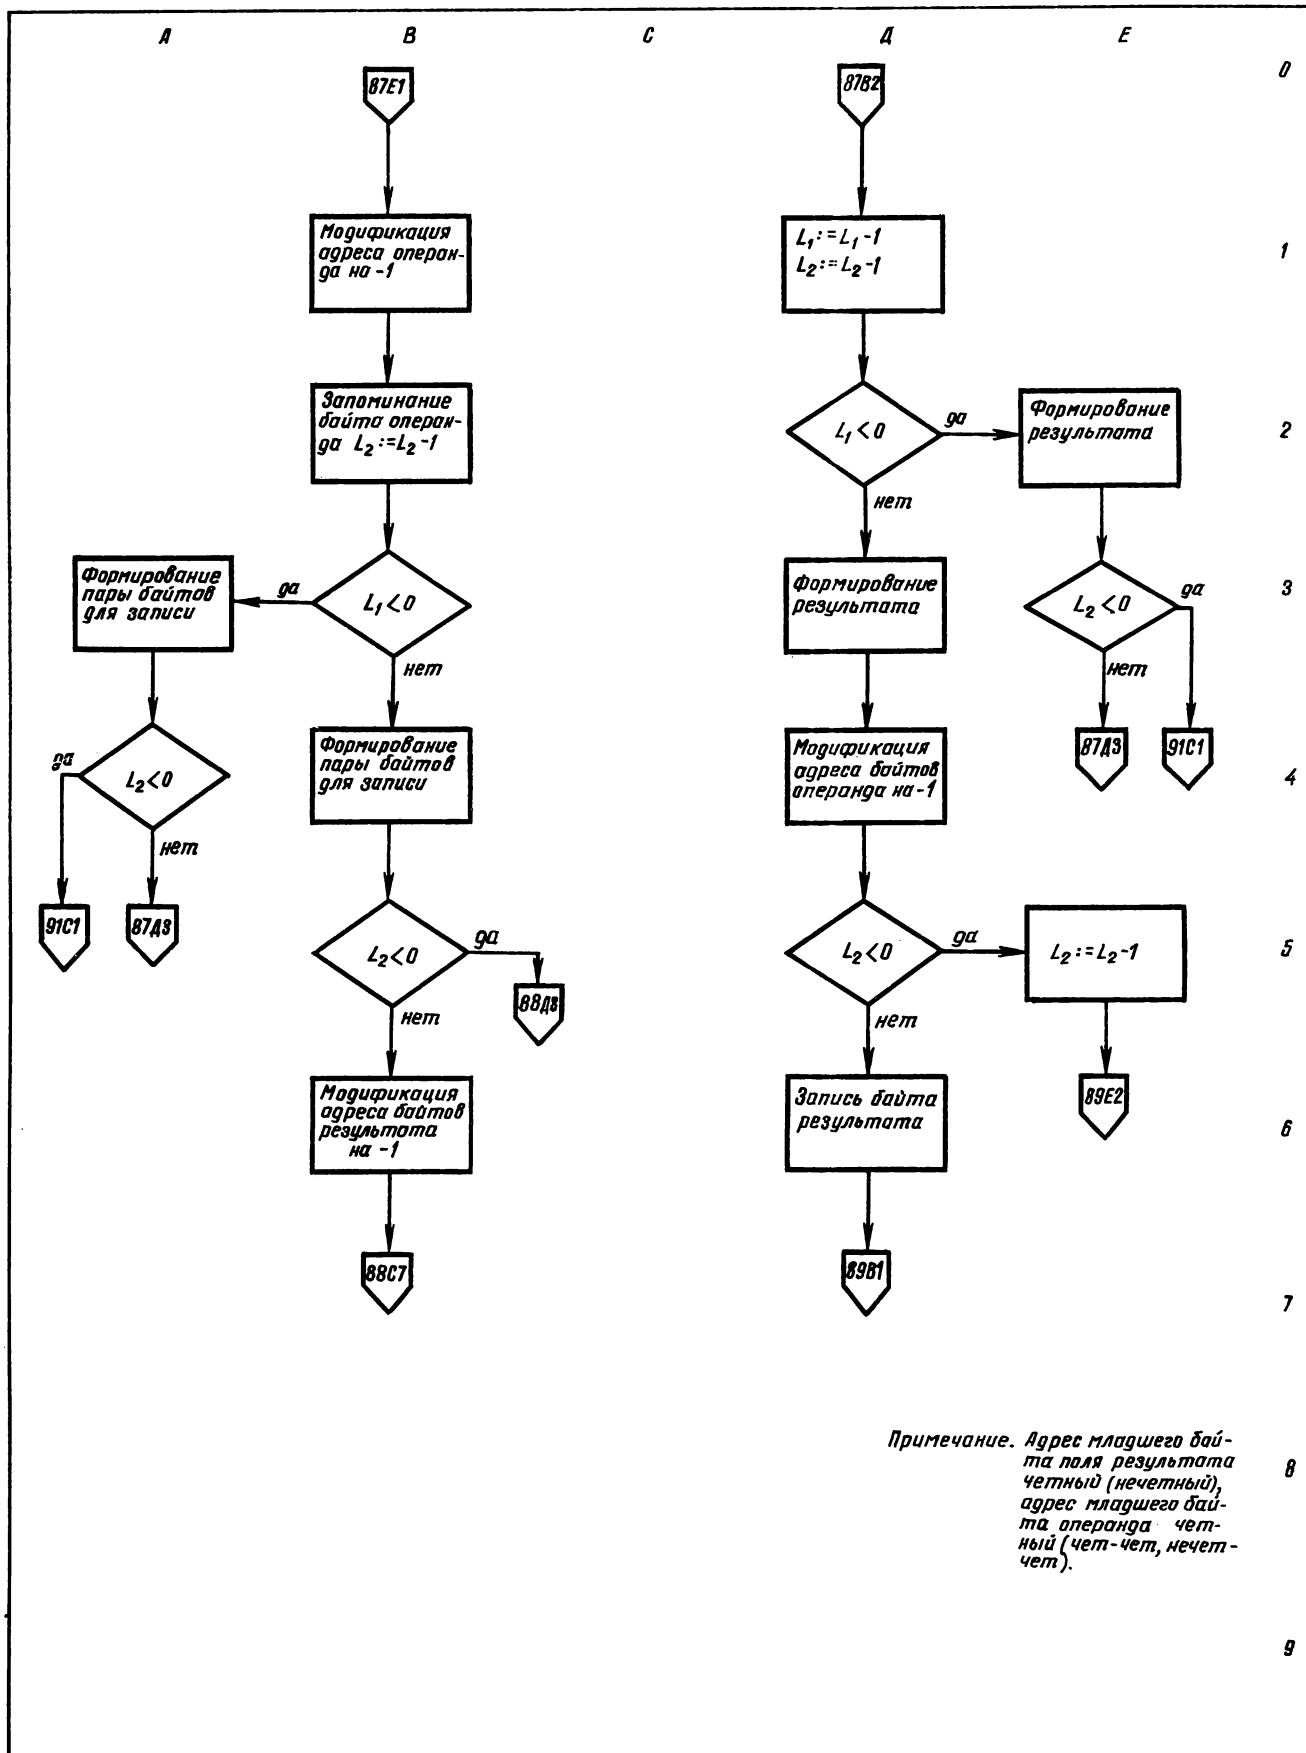 А В С Д Е
0
87Е1
87В2
Модификация
адреса операн-
да на -1
L₁:=L₁-1
L₂:=L₂-1
1
Запоминание
байта операн-
да L₂:=L₂-1
L₁<0
да
нет
Формирование
результата
2
Формирование
пары байтов
для записи
да
L₁<0
нет
Формирование
результата
L₂<0
да
нет
3
да
L₂<0
нет
Формирование
пары байтов
для записи
Модификация
адреса байтов
операнда на -1
87Д3
91С1
4
91С1
87Д3
L₂<0
да
нет
88Д8
L₂<0
да
нет
L₂:=L₂-1
5
Модификация
адреса байтов
результата
на -1
Запись байта
результата
89Е2
6
88С7
89В1
7
Примечание. Адрес младшего бай-
та поля результата
четный (нечетный),
адрес младшего бай-
та операнда чет-
ный (чет-чет, нечет-
чет).
8
9